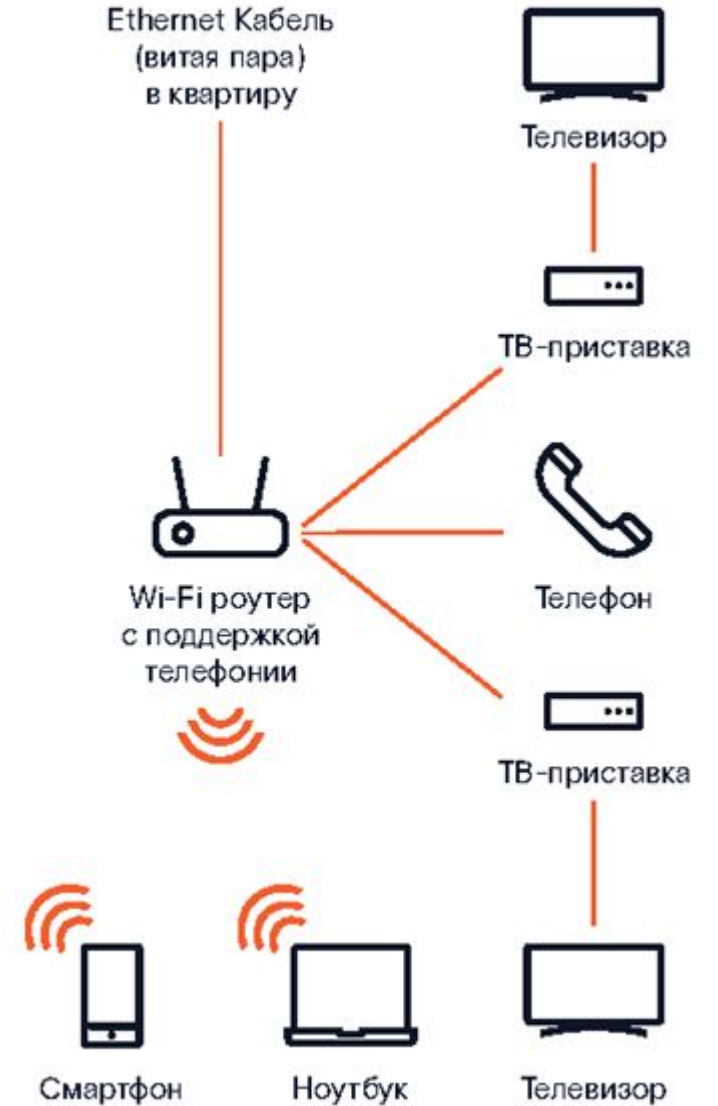 Ethernet Кабель
(витая пара)
в квартиру
Телевизор
ТВ-приставка
Wi-Fi роутер
с поддержкой
телефонии
Телефон
ТВ-приставка
Смартфон
Ноутбук
Телевизор